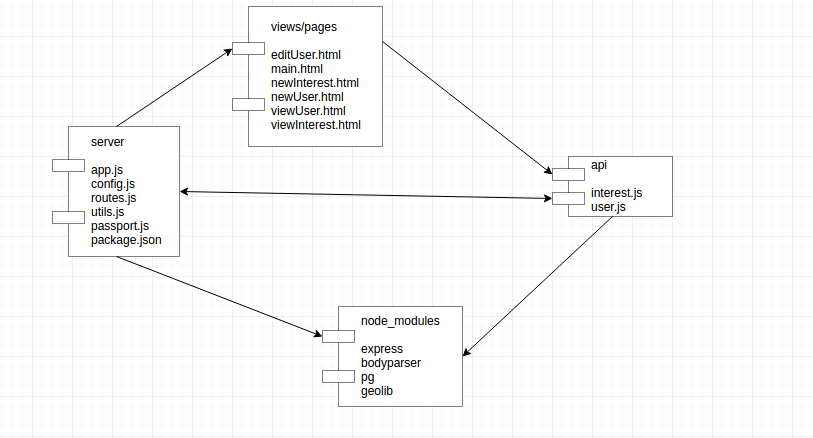 views/pages
editUser.html
main.html
newInterest.html
newUser.html
viewUser.html
viewInterest.html
server
app.js
config.js
routes.js
utils.js
passport.js
package.json
api
interest.js
user.js
node_modules
express
bodyparser
pg
geolib